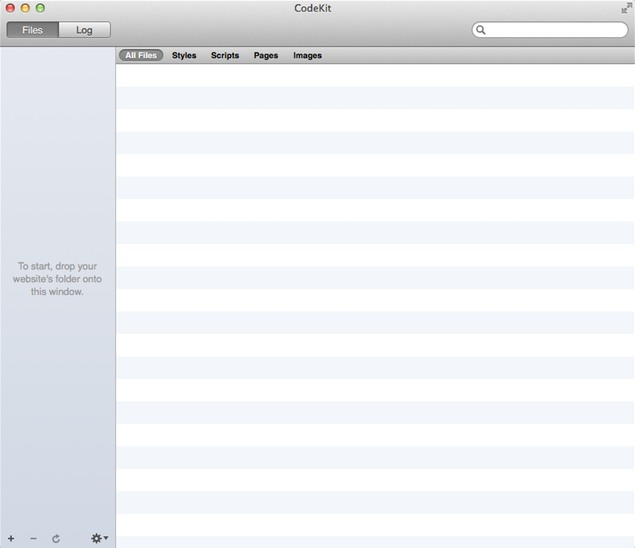 CodeKit
Files
Log
All Files
Styles
Scripts
Pages
Images
To start, drop your
website's folder onto
this window.